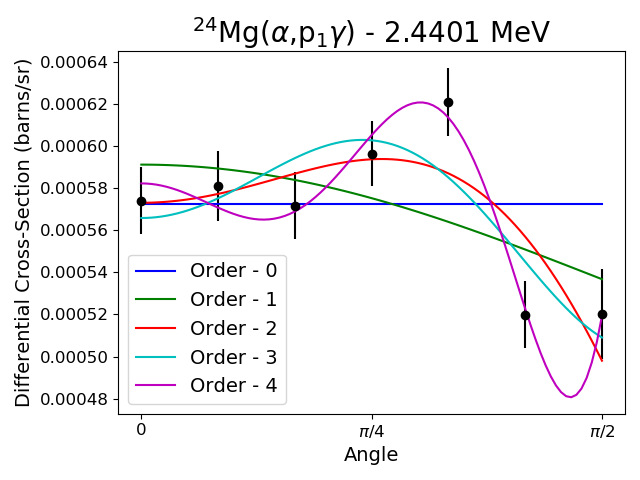 ²⁴Mg(α,p₁γ) - 2.4401 MeV
Differential Cross-Section (barns/sr)
0.00064
0.00062
0.00060
0.00058
0.00056
0.00054
0.00052
0.00050
0.00048
Order - 0
Order - 1
Order - 2
Order - 3
Order - 4
0 π/4 π/2
Angle